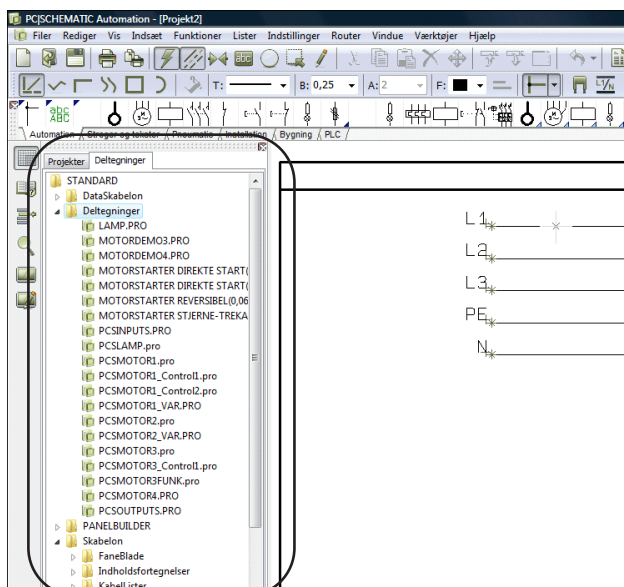 PC|SCHEMATIC Automation - [Projekt2]
Filer Rediger Vis Indsæt Funktioner Lister Indstillinger Router Vindue Værktøjer Hjælp
T: B: 0,25 A: 2 F: L/N
abc
ABC
Automation Streger og tekster Pneumatic Installation Bygning PLC
Projekter Deltegninger
STANDARD
DataSkabelon
Deltegninger
LAMP.PRO
MOTORDEMO3.PRO
MOTORDEMO4.PRO
MOTORSTARTER DIREKTE START(
MOTORSTARTER DIREKTE START(
MOTORSTARTER REVERSIBEL(0,06
MOTORSTARTER STJERNE-TREKA
PCSINPUTS.PRO
PCSLAMP.pro
PCSMOTOR1.pro
PCSMOTOR1_Control1.pro
PCSMOTOR1_Control2.pro
PCSMOTOR1_VAR.PRO
PCSMOTOR2.pro
PCSMOTOR2_VAR.PRO
PCSMOTOR3.pro
PCSMOTOR3_Control1.pro
PCSMOTOR3FUNK.pro
PCSMOTOR4.PRO
PCSOUTPUTS.PRO
PANELBUILDER
Skabelon
FaneBlade
Indholdsfortegnelser
KabelLister
L1
L2
L3
PE
N